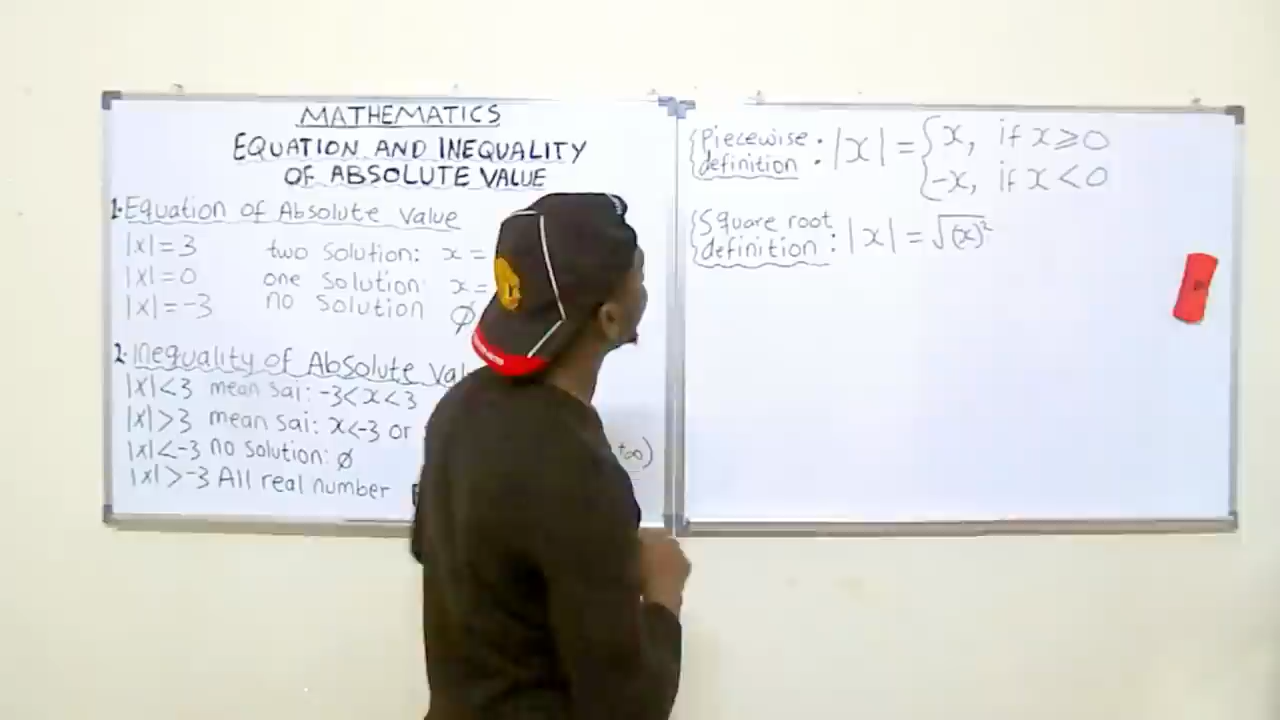 MATHEMATICS
EQUATION AND INEQUALITY
OF ABSOLUTE VALUE
1. Equation of Absolute Value
|x|=3 two solution: x =
|x|=0 one solution: x =
|x|=-3 no solution ∅
2. Inequality of Absolute Val
|x|<3 mean sai: -3<x<3
|x|>3 mean sai: x<-3 or
+∞)
|x|<-3 no solution: ∅
|x|>-3 All real number
Piecewise definition: |x| = { x, if x ≥ 0
-x, if x < 0
Square root
definition: |x| = √(x)²